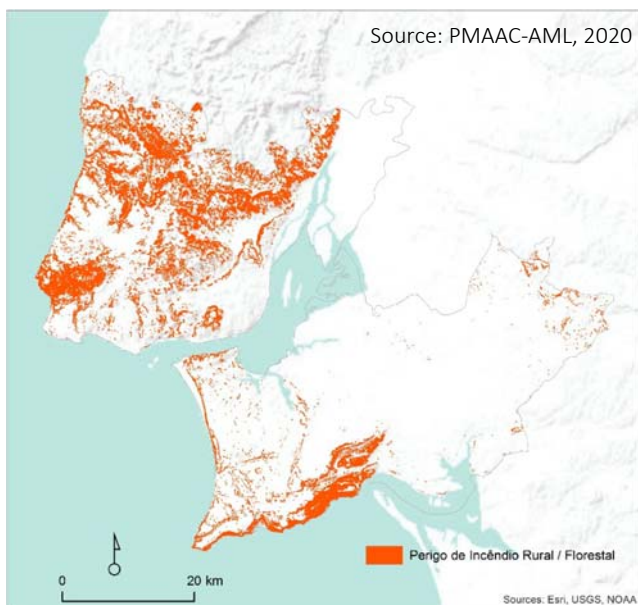 Source: PMAAC-AML, 2020
Perigo de Incêndio Rural / Florestal
0 20 km
Sources: Esri, USGS, NOAA